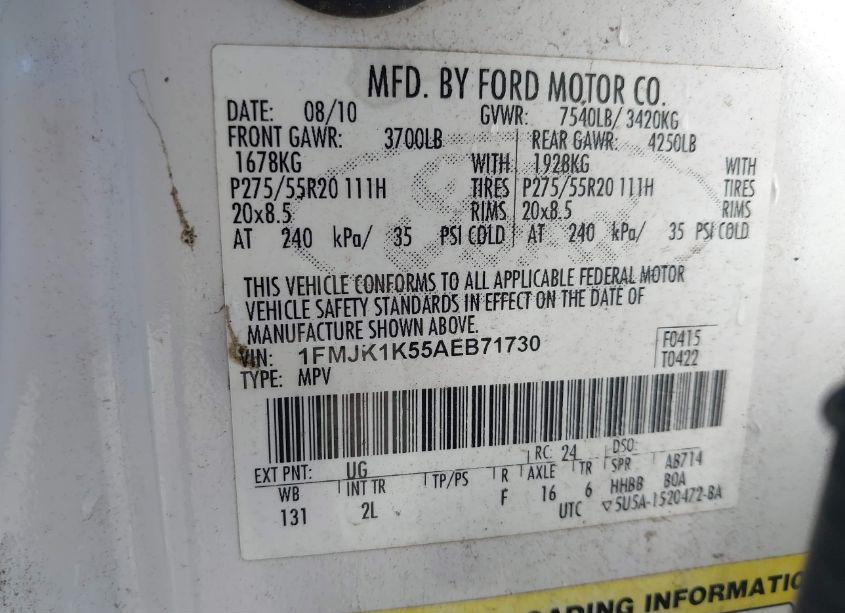 MFD. BY FORD MOTOR CO.
DATE: 08/10 GVWR: 7540LB/ 3420KG
FRONT GAWR: 3700LB REAR GAWR: 4250LB
1678KG WITH 1928KG WITH
P275/55R20 111H TIRES P275/55R20 111H TIRES
20x8.5 RIMS 20x8.5 RIMS
AT 240 kPa/ 35 PSI COLD AT 240 kPa/ 35 PSI COLD
THIS VEHICLE CONFORMS TO ALL APPLICABLE FEDERAL MOTOR
VEHICLE SAFETY STANDARDS IN EFFECT ON THE DATE OF
MANUFACTURE SHOWN ABOVE.
VIN: 1FMJK1K55AEB71730 F0415
TYPE: MPV T0422
EXT PNT: UG RC: 24 DSO:
WB INT TR TP/PS R AXLE TR SPR AB714
131 2L F 16 6 HHBB BOA
UTC ▽5U5A-1520472-BA
LOADING INFORMATIO